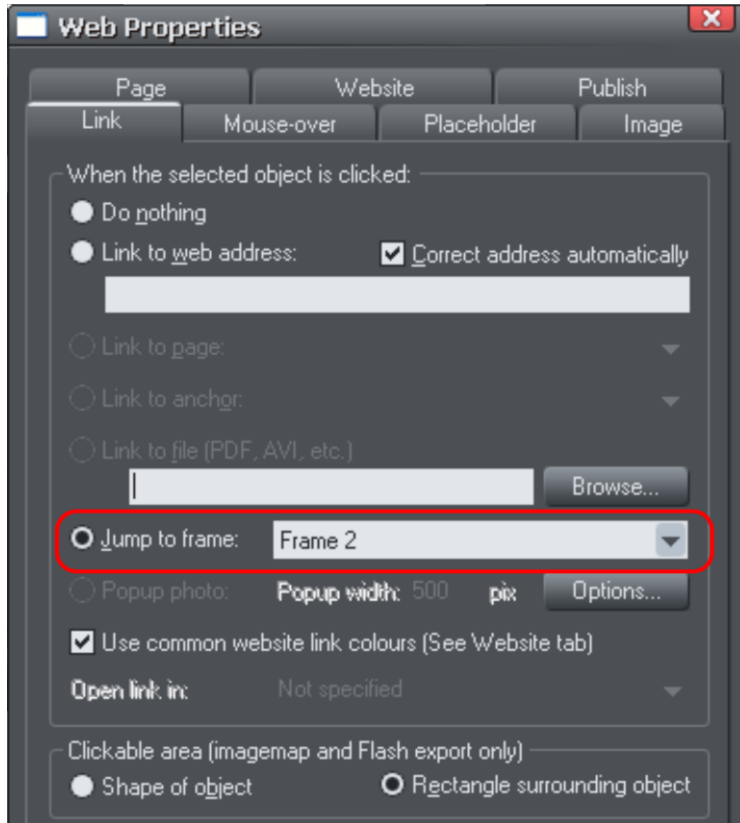 Web Properties
Page Website Publish
Link Mouse-over Placeholder Image
When the selected object is clicked:
Do nothing
Link to web address: Correct address automatically
Link to page:
Link to anchor:
Link to file (PDF, AVI, etc.)
Browse...
Jump to frame: Frame 2
Popup photo: Popup width: 500 pix Options...
Use common website link colours (See Website tab)
Open link in: Not specified
Clickable area (imagemap and Flash export only)
Shape of object Rectangle surrounding object